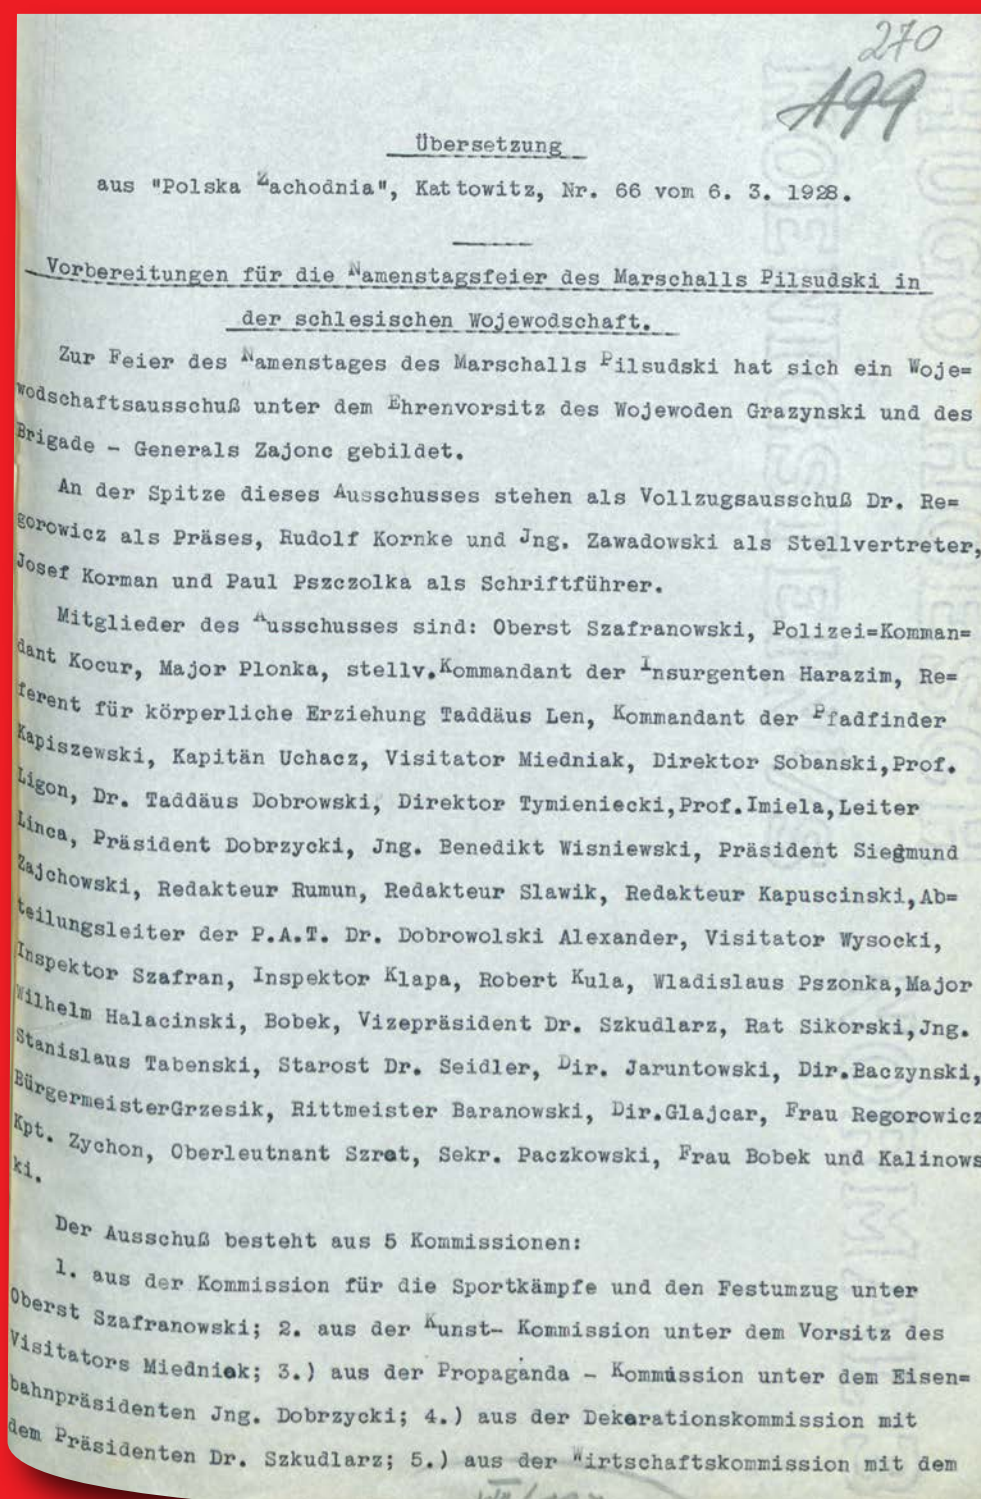 270
199
Übersetzung
aus "Polska Zachodnia", Kattowitz, Nr. 66 vom 6. 3. 1928.
Vorbereitungen für die Namenstagsfeier des Marschalls Pilsudski in
der schlesischen Wojewodschaft.
Zur Feier des Namenstages des Marschalls Pilsudski hat sich ein Woje=
wodschaftsausschuß unter dem Ehrenvorsitz des Wojewoden Grazynski und des
Brigade - Generals Zajonc gebildet.
An der Spitze dieses Ausschusses stehen als Vollzugsausschuß Dr. Re=
gorowicz als Präses, Rudolf Kornke und Jng. Zawadowski als Stellvertreter,
Josef Korman und Paul Pszczolka als Schriftführer.
Mitglieder des Ausschusses sind: Oberst Szafranowski, Polizei=Komman=
dant Kocur, Major Plonka, stellv.Kommandant der Insurgenten Harazim, Re=
ferent für körperliche Erziehung Taddäus Len, Kommandant der Pfadfinder
Kapiszewski, Kapitän Uchacz, Visitator Miedniak, Direktor Sobanski,Prof.
Ligon, Dr. Taddäus Dobrowski, Direktor Tymieniecki,Prof.Imiela,Leiter
Linca, Präsident Dobrzycki, Jng. Benedikt Wisniewski, Präsident Siegmund
Zajchowski, Redakteur Rumun, Redakteur Slawik, Redakteur Kapuscinski,Ab=
teilungsleiter der P.A.T. Dr. Dobrowolski Alexander, Visitator Wysocki,
Inspektor Szafran, Inspektor Klapa, Robert Kula, Wladislaus Pszonka,Major
Wilhelm Halacinski, Bobek, Vizepräsident Dr. Szkudlarz, Rat Sikorski,Jng.
Stanislaus Tabenski, Starost Dr. Seidler, Dir. Jaruntowski, Dir.Baczynski,
BürgermeisterGrzesik, Rittmeister Baranowski, Dir.Glajcar, Frau Regorowicz
Kpt. Zychon, Oberleutnant Szret, Sekr. Paczkowski, Frau Bobek und Kalinows
ki.
Der Ausschuß besteht aus 5 Kommissionen:
1. aus der Kommission für die Sportkämpfe und den Festumzug unter
Oberst Szafranowski; 2. aus der Kunst- Kommission unter dem Vorsitz des
Visitators Miedniak; 3.) aus der Propaganda - Kommission unter dem Eisen=
bahnpräsidenten Jng. Dobrzycki; 4.) aus der Dekorationskommission mit
dem Präsidenten Dr. Szkudlarz; 5.) aus der Wirtschaftskommission mit dem